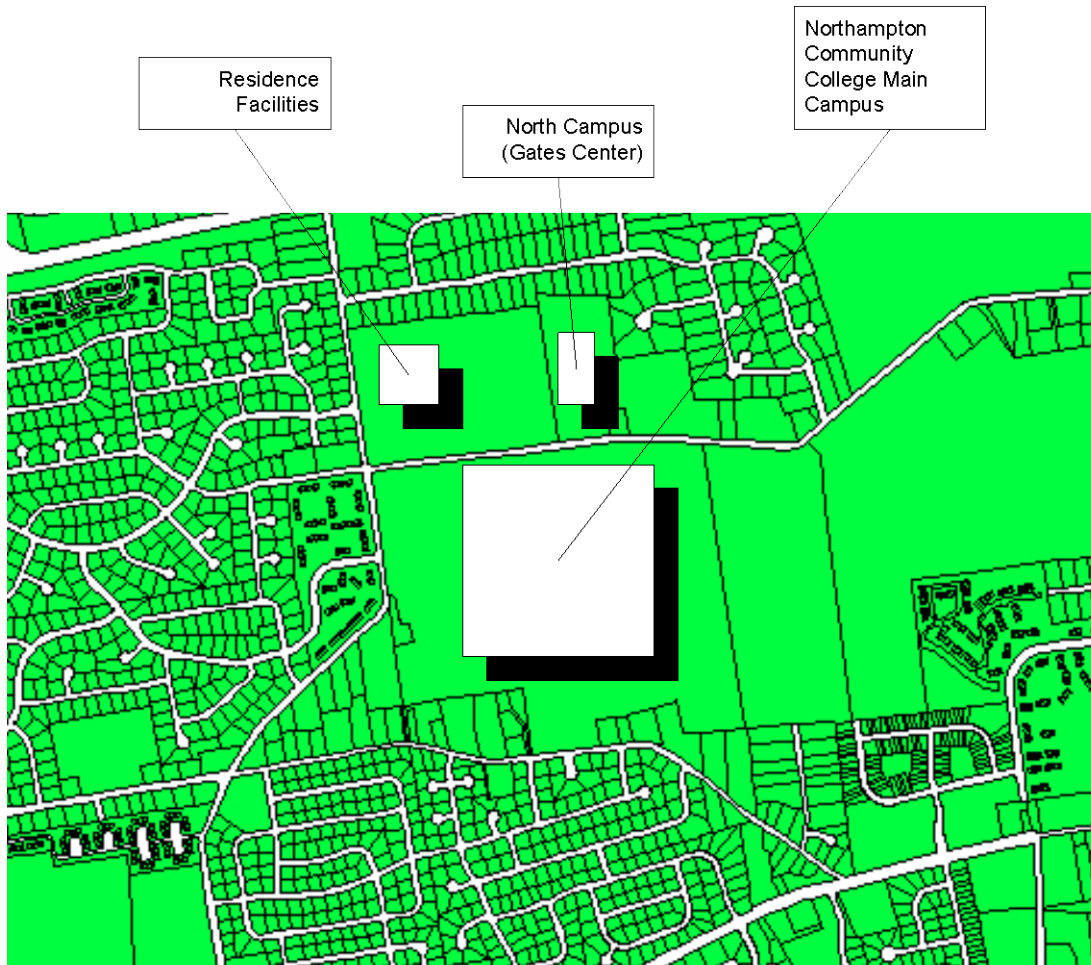 Northampton
Community
College Main
Campus
Residence
Facilities
North Campus
(Gates Center)